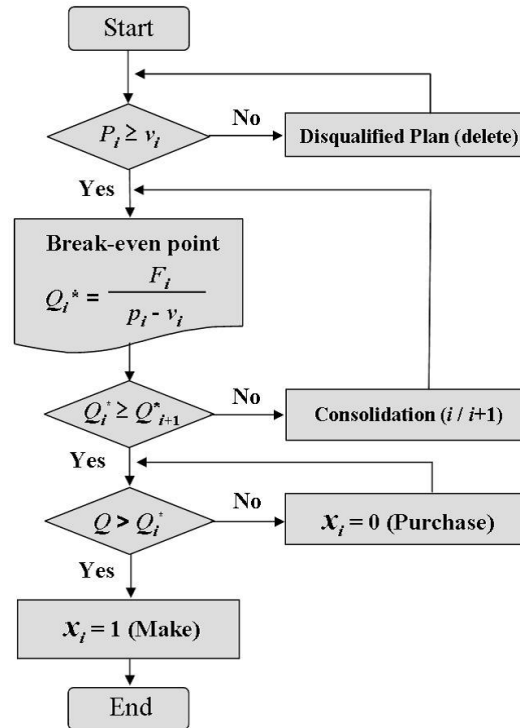 Start
P_i ≥ v_i
No
Disqualified Plan (delete)
Yes
Break-even point
Q_i* = F_i / p_i - v_i
Q_i* ≥ Q*_{i+1}
No
Consolidation (i / i+1)
Yes
Q > Q_i*
No
x_i = 0 (Purchase)
Yes
x_i = 1 (Make)
End